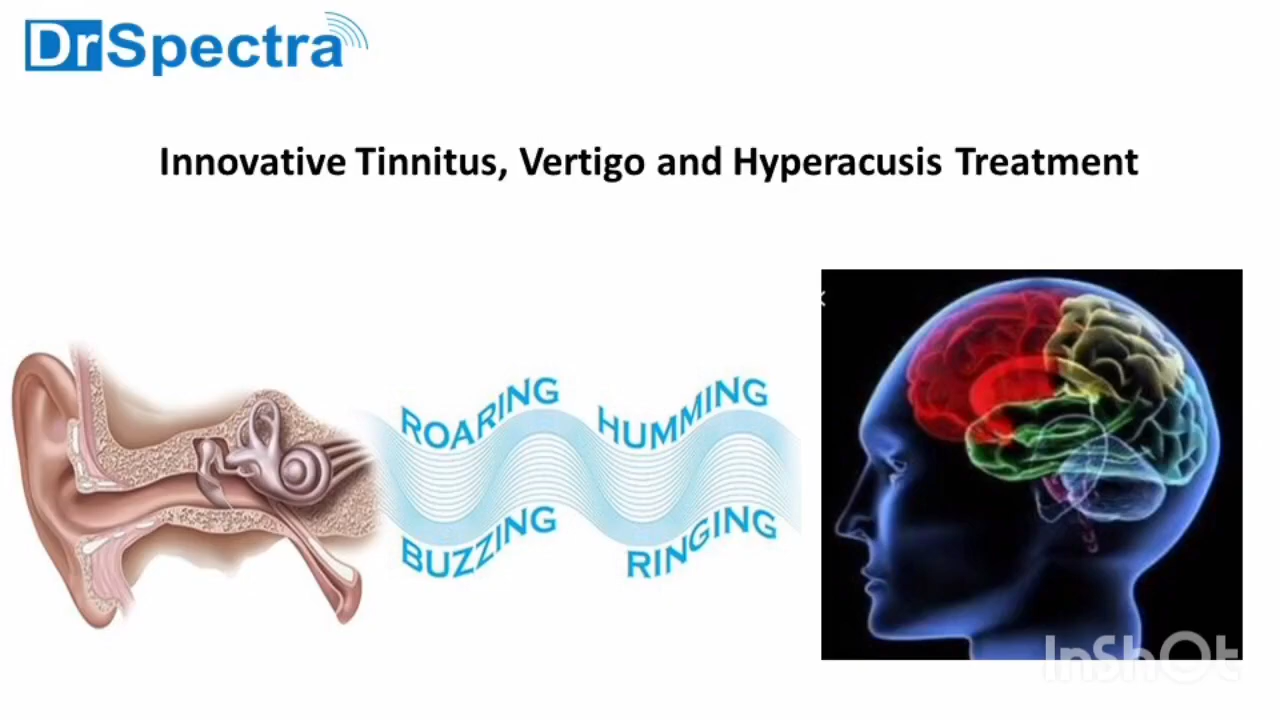 DrSpectra
Innovative Tinnitus, Vertigo and Hyperacusis Treatment
ROARING HUMMING
BUZZING RINGING
InShOt